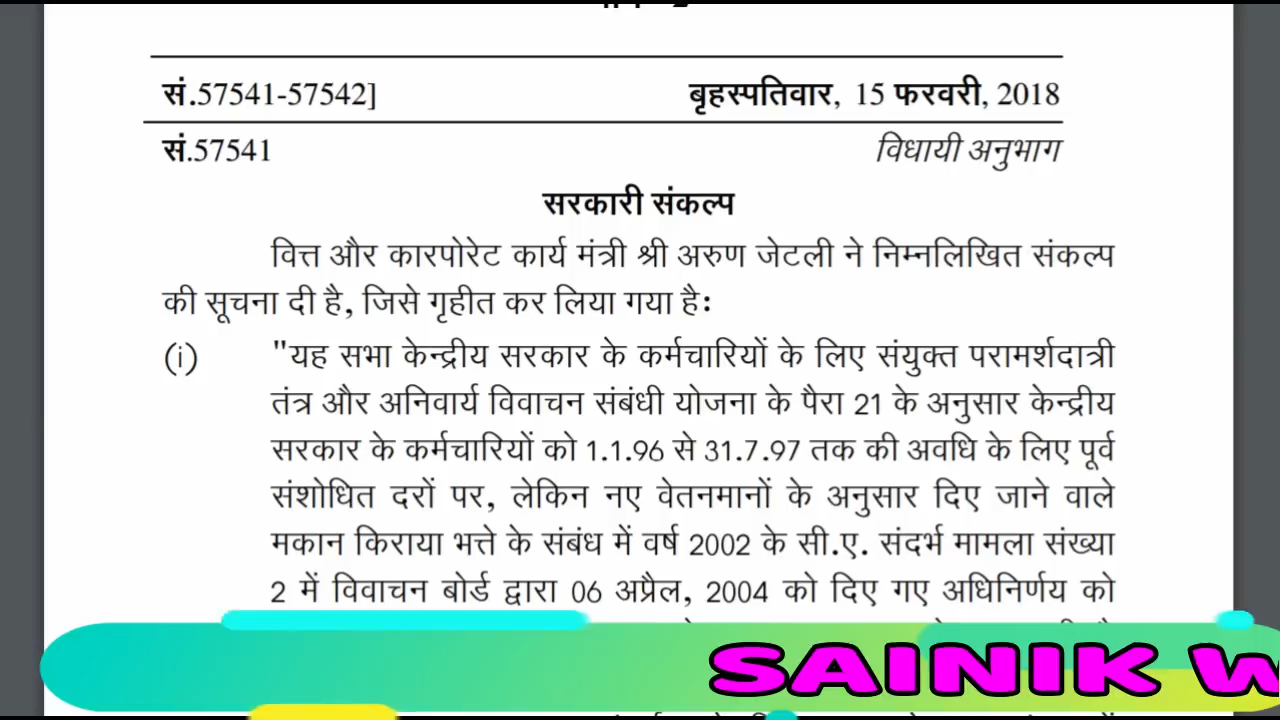 सं.57541-57542] बृहस्पतिवार, 15 फरवरी, 2018
सं.57541 विधायी अनुभाग
सरकारी संकल्प
वित्त और कारपोरेट कार्य मंत्री श्री अरुण जेटली ने निम्नलिखित संकल्प
की सूचना दी है, जिसे गृहीत कर लिया गया है:
(i) "यह सभा केन्द्रीय सरकार के कर्मचारियों के लिए संयुक्त परामर्शदात्री
तंत्र और अनिवार्य विवाचन संबंधी योजना के पैरा 21 के अनुसार केन्द्रीय
सरकार के कर्मचारियों को 1.1.96 से 31.7.97 तक की अवधि के लिए पूर्व
संशोधित दरों पर, लेकिन नए वेतनमानों के अनुसार दिए जाने वाले
मकान किराया भत्ते के संबंध में वर्ष 2002 के सी.ए. संदर्भ मामला संख्या
2 में विवाचन बोर्ड द्वारा 06 अप्रैल, 2004 को दिए गए अधिनिर्णय को
SAINIK W